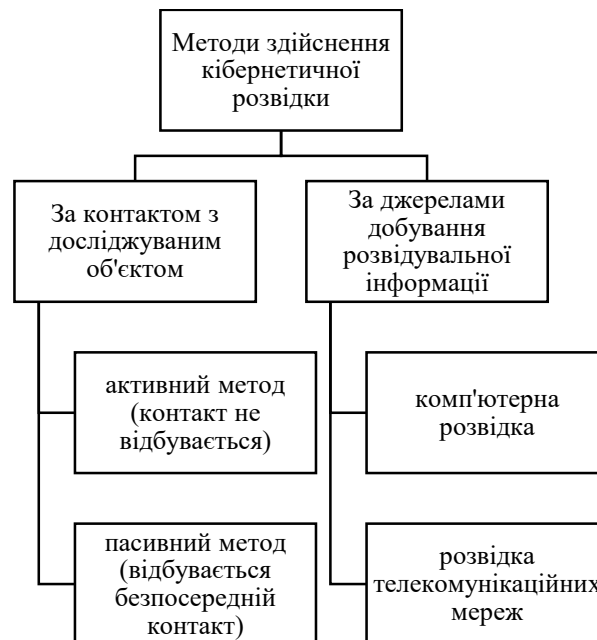 Методи здійснення
кібернетичної
розвідки
За контактом з
досліджуваним
об'єктом
За джерелами
добування
розвідувальної
інформації
активний метод
(контакт не
відбувається)
комп'ютерна
розвідка
пасивний метод
(відбувається
безпосередній
контакт)
розвідка
телекомунікаційних
мереж